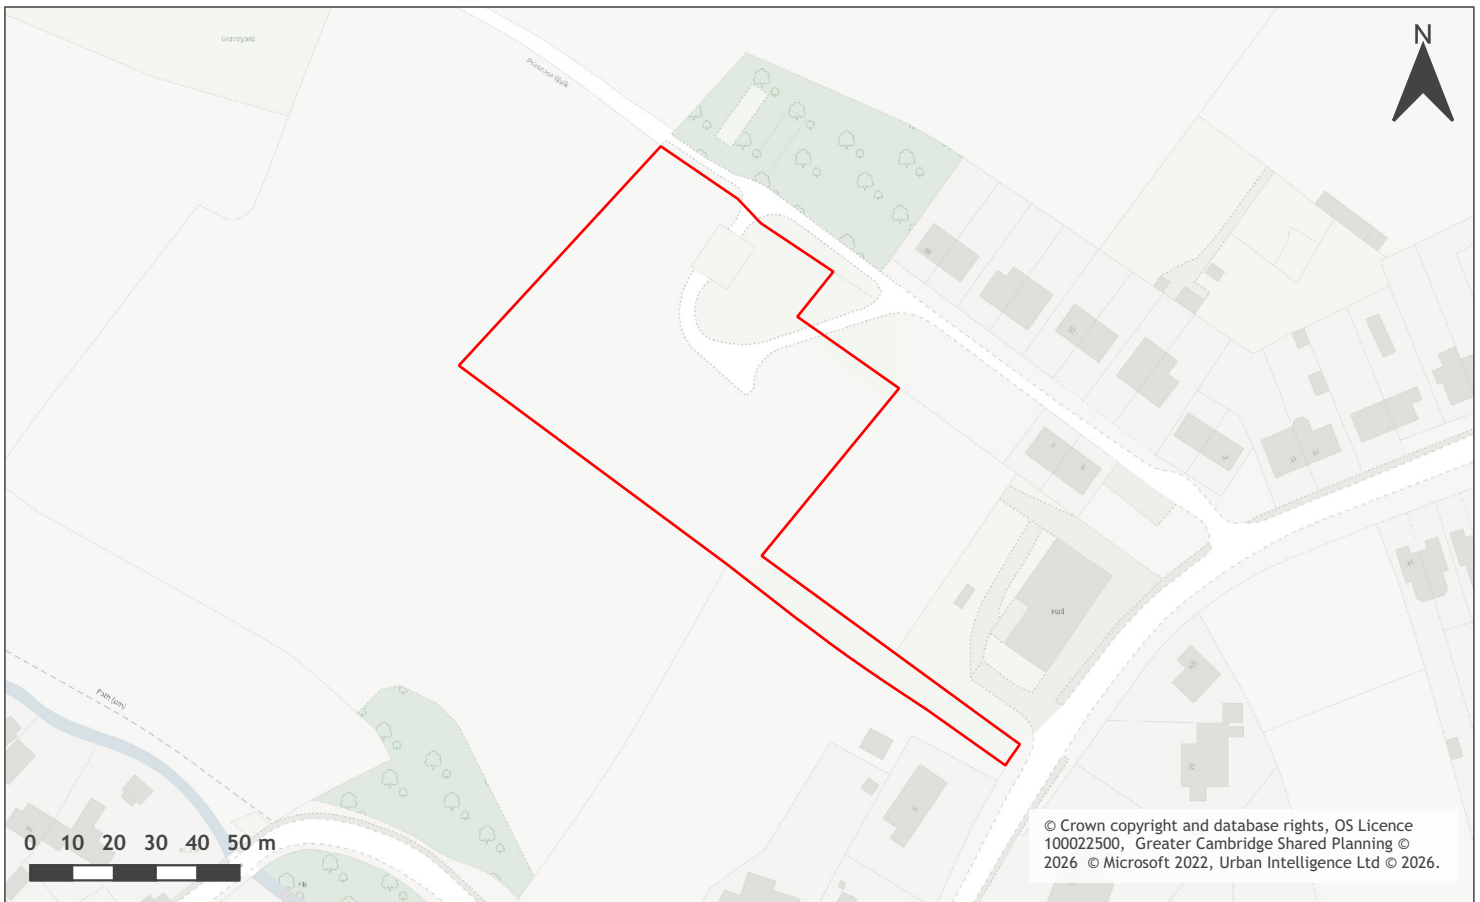 Graveyard
Primrose Walk
N
Hall
Path (um)
FB
0 10 20 30 40 50 m
© Crown copyright and database rights, OS Licence
100022500, Greater Cambridge Shared Planning ©
2026 © Microsoft 2022, Urban Intelligence Ltd © 2026.